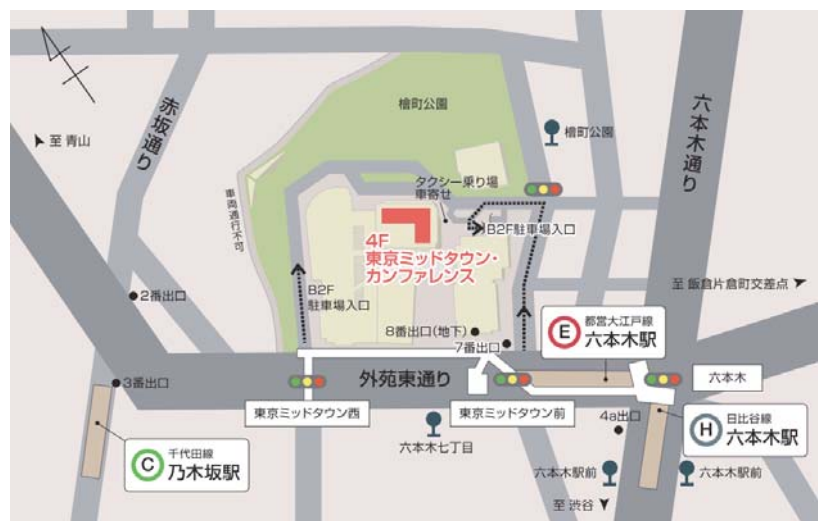 檜町公園
赤坂通り
六本木通り
至 青山
檜町公園
タクシー乗り場
車寄せ
車両通行不可
B2F駐車場入口
4F
東京ミッドタウン・
カンファレンス
B2F
駐車場入口
2番出口
至 飯倉片倉町交差点
8番出口(地下)
7番出口
E
都営大江戸線
六本木駅
3番出口
外苑東通り
六本木
東京ミッドタウン西
東京ミッドタウン前
4a出口
H
日比谷線
六本木駅
C
千代田線
乃木坂駅
六本木七丁目
六本木駅前
六本木駅前
至 渋谷